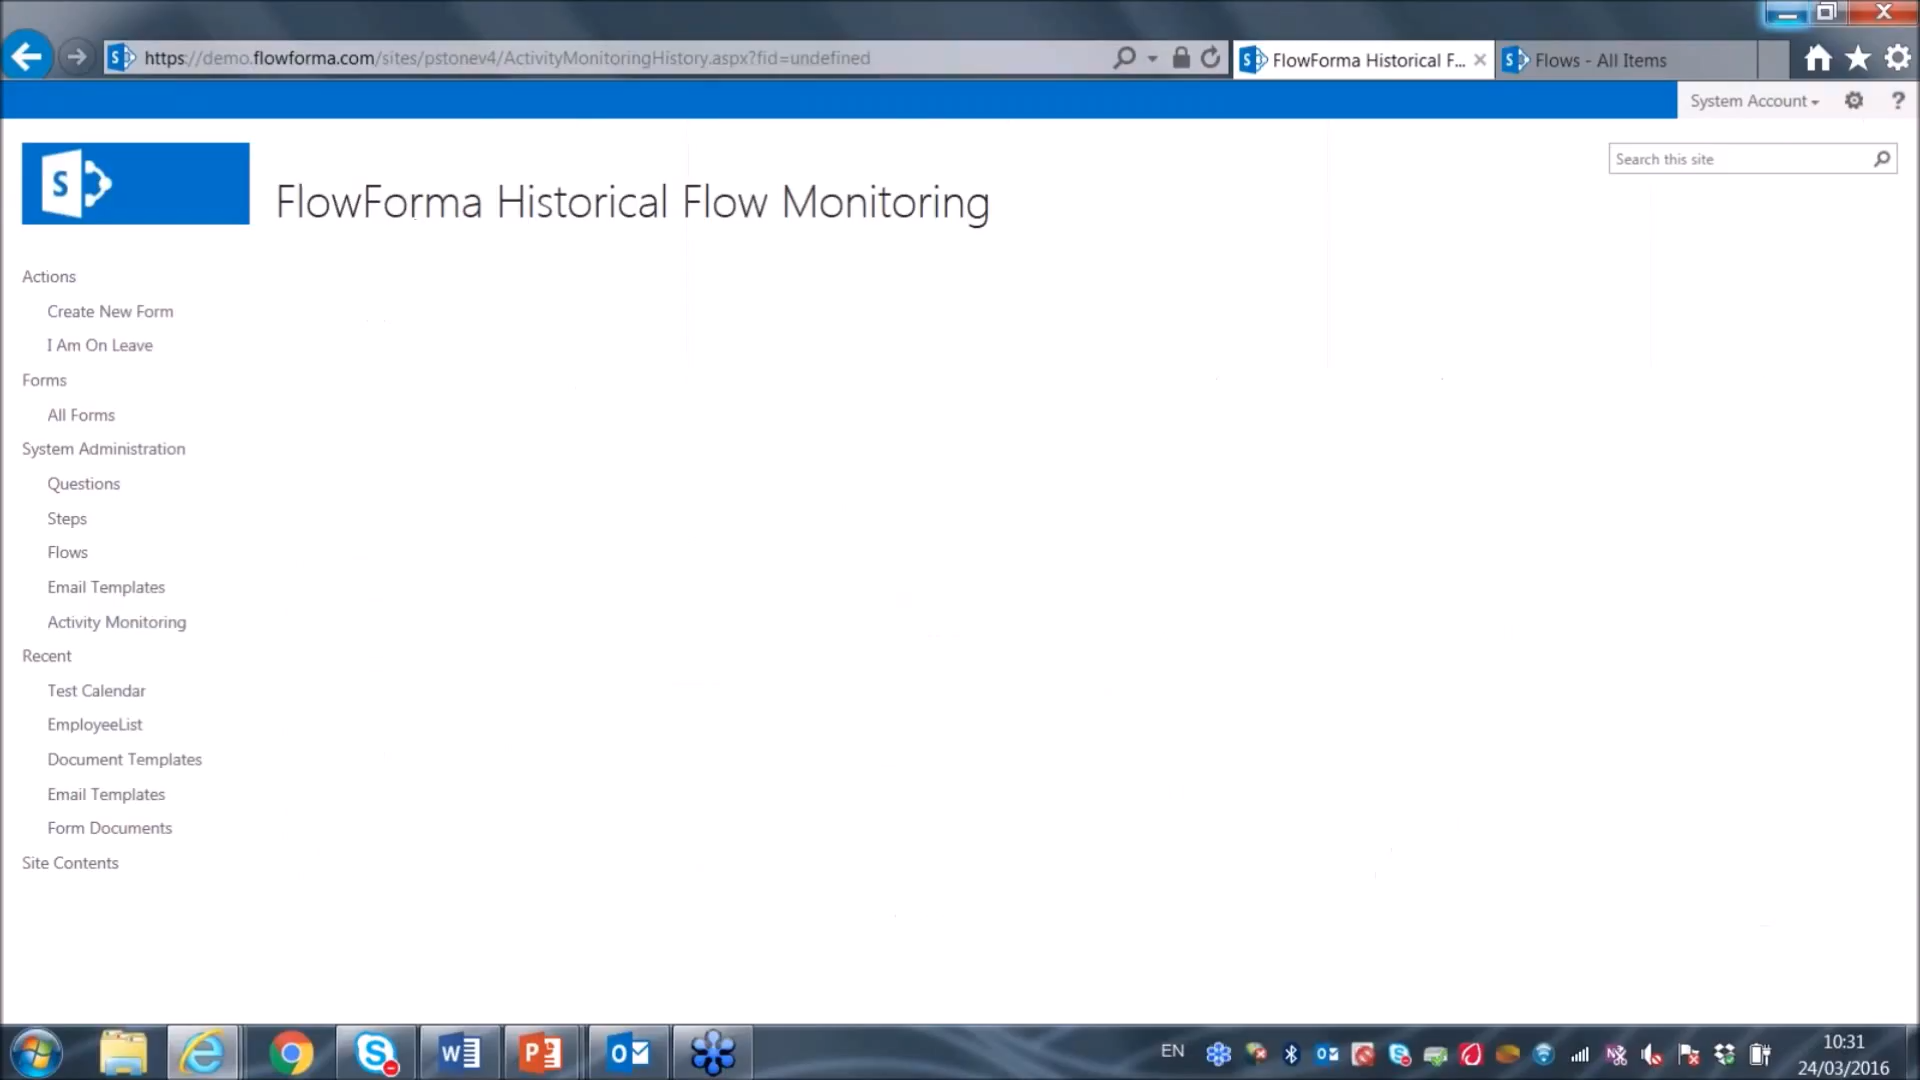 https://demo.flowforma.com/sites/pstonev4/ActivityMonitoringHistory.aspx?fid=undefined
FlowForma Historical F...
Flows - All Items
System Account
?
S
FlowForma Historical Flow Monitoring
Search this site
Actions
Create New Form
I Am On Leave
Forms
All Forms
System Administration
Questions
Steps
Flows
Email Templates
Activity Monitoring
Recent
Test Calendar
EmployeeList
Document Templates
Email Templates
Form Documents
Site Contents
EN
10:31
24/03/2016